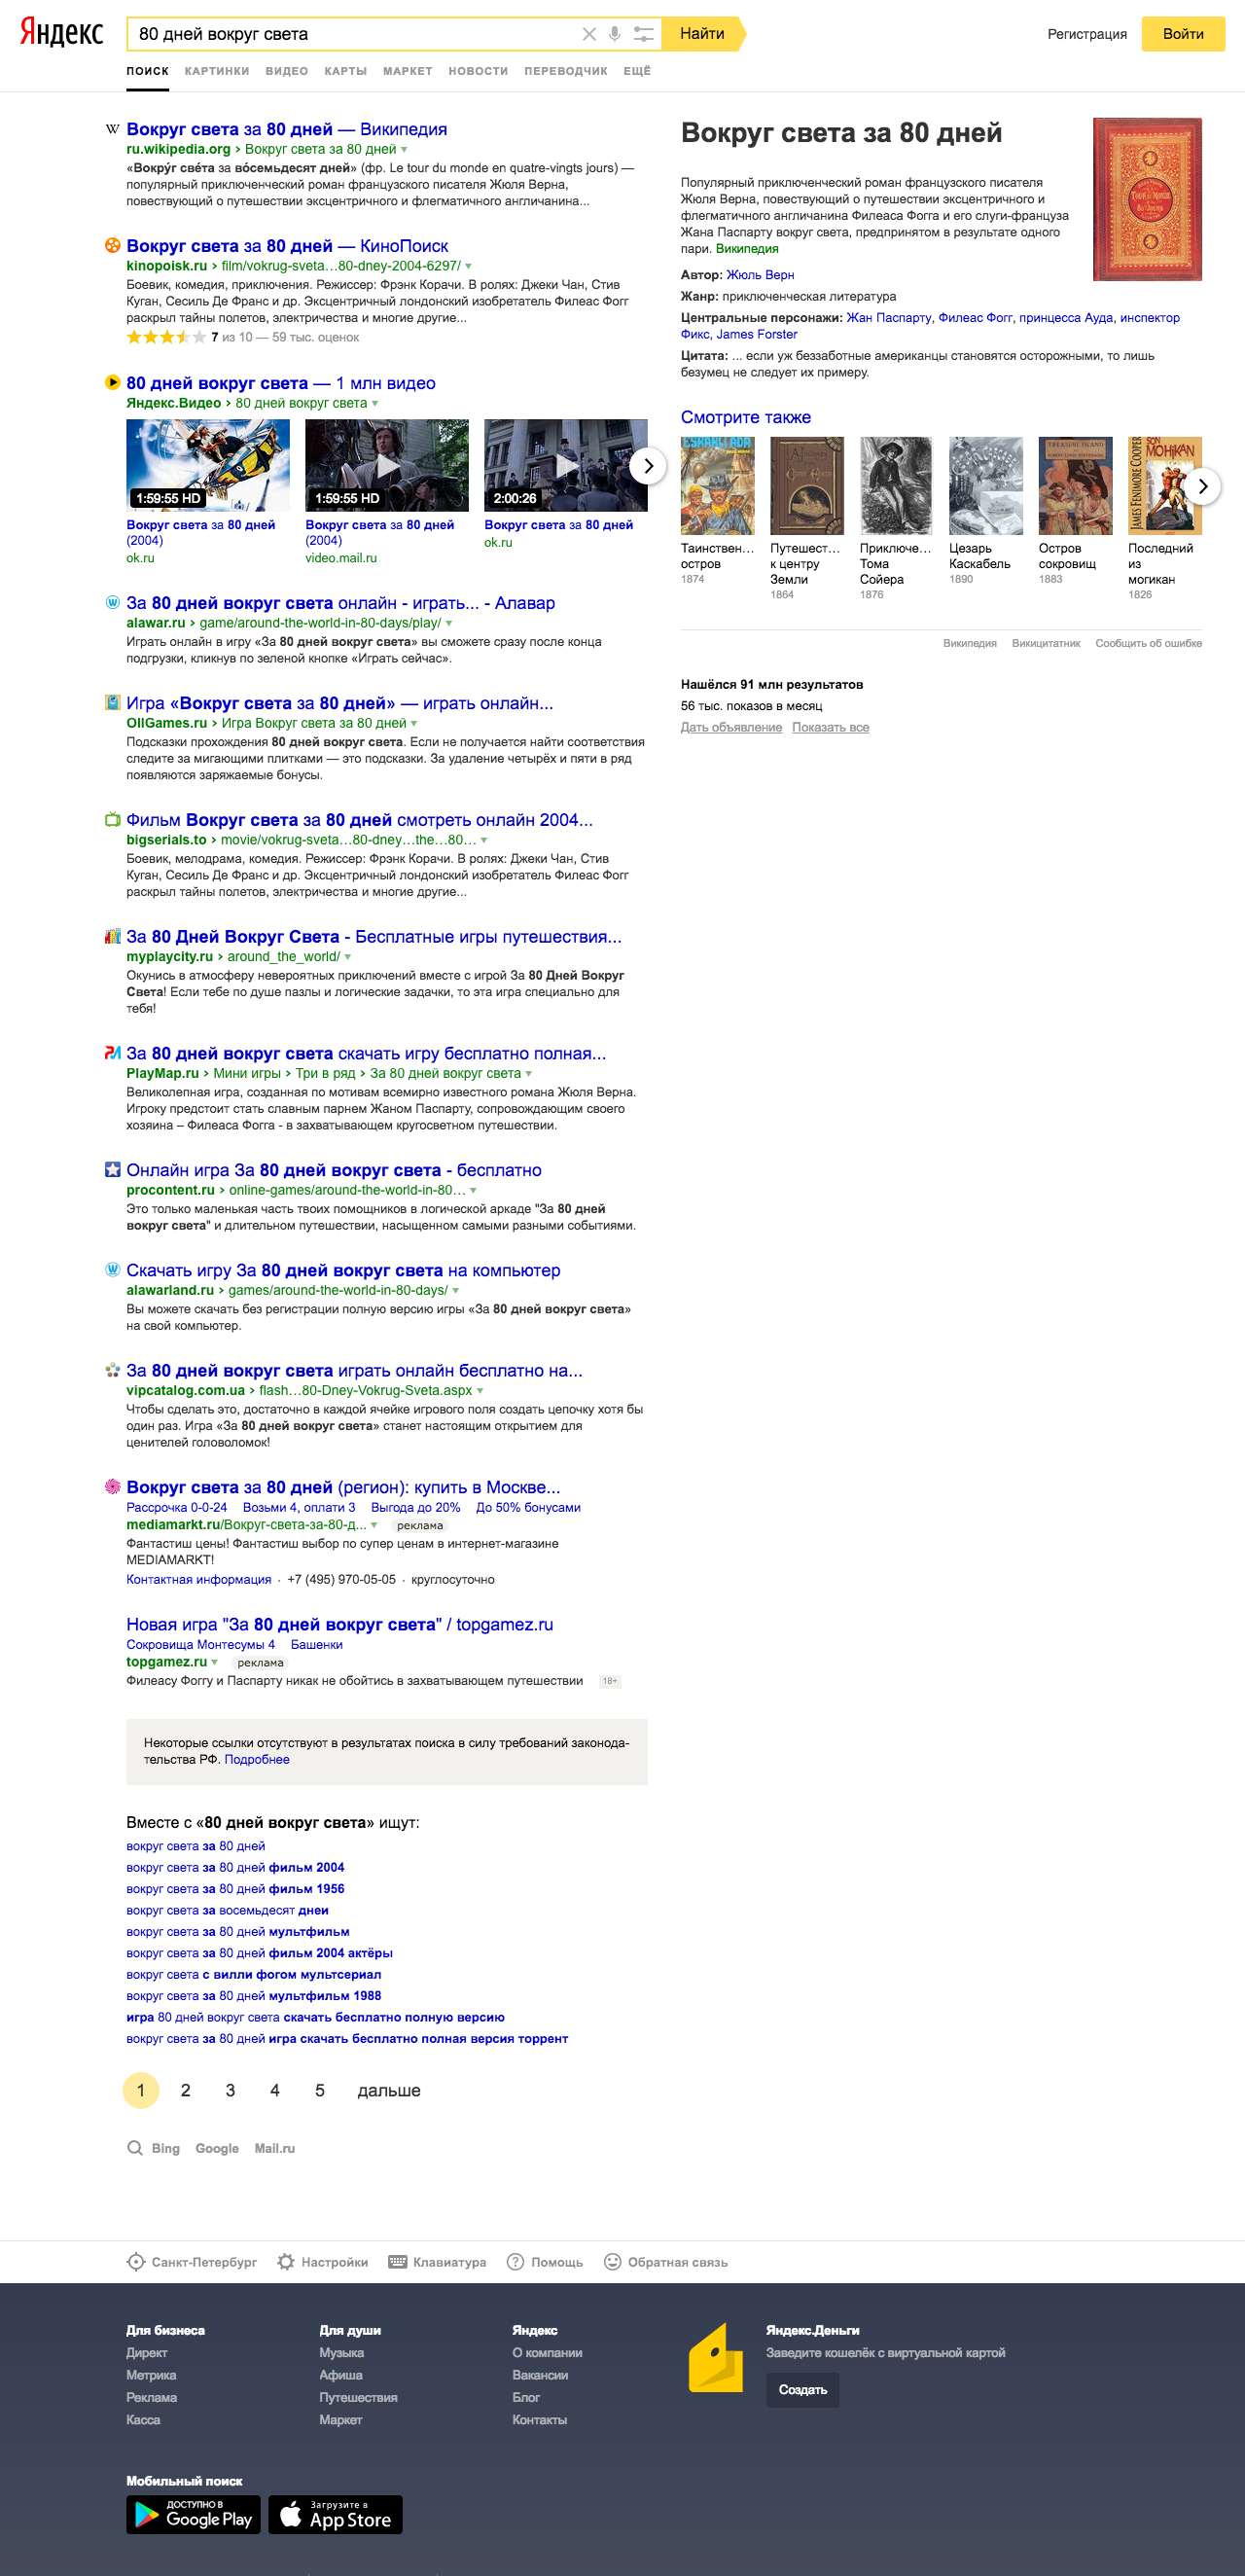 Яндекс
80 дней вокруг света
Найти
Регистрация
Войти
ПОИСК КАРТИНКИ ВИДЕО КАРТЫ МАРКЕТ НОВОСТИ ПЕРЕВОДЧИК ЕЩЁ
Вокруг света за 80 дней — Википедия
ru.wikipedia.org › Вокруг света за 80 дней
«Вокру́г све́та за во́семьдесят дней» (фр. Le tour du monde en quatre-vingts jours) —
популярный приключенческий роман французского писателя Жюля Верна,
повествующий о путешествии эксцентричного и флегматичного англичанина...
Вокруг света за 80 дней — КиноПоиск
kinopoisk.ru › film/vokrug-sveta…80-dney-2004-6297/
Боевик, комедия, приключения. Режиссер: Фрэнк Корачи. В ролях: Джеки Чан, Стив
Куган, Сесиль Де Франс и др. Эксцентричный лондонский изобретатель Филеас Фогг
раскрыл тайны полетов, электричества и многие другие...
7 из 10 — 59 тыс. оценок
80 дней вокруг света — 1 млн видео
Яндекс.Видео › 80 дней вокруг света
1:59:55 HD
1:59:55 HD
2:00:26
Вокруг света за 80 дней
(2004)
ok.ru
Вокруг света за 80 дней
(2004)
video.mail.ru
Вокруг света за 80 дней
ok.ru
За 80 дней вокруг света онлайн - играть... - Алавар
alawar.ru › game/around-the-world-in-80-days/play/
Играть онлайн в игру «За 80 дней вокруг света» вы сможете сразу после конца
подгрузки, кликнув по зеленой кнопке «Играть сейчас».
Игра «Вокруг света за 80 дней» — играть онлайн...
OllGames.ru › Игра Вокруг света за 80 дней
Подсказки прохождения 80 дней вокруг света. Если не получается найти соответствия
следите за мигающими плитками — это подсказки. За удаление четырёх и пяти в ряд
появляются заряжаемые бонусы.
Фильм Вокруг света за 80 дней смотреть онлайн 2004...
bigserials.to › movie/vokrug-sveta…80-dney…the…80…
Боевик, мелодрама, комедия. Режиссер: Фрэнк Корачи. В ролях: Джеки Чан, Стив
Куган, Сесиль Де Франс и др. Эксцентричный лондонский изобретатель Филеас Фогг
раскрыл тайны полетов, электричества и многие другие...
За 80 Дней Вокруг Света - Бесплатные игры путешествия...
myplaycity.ru › around_the_world/
Окунись в атмосферу невероятных приключений вместе с игрой За 80 Дней Вокруг
Света! Если тебе по душе пазлы и логические задачки, то эта игра специально для
тебя!
За 80 дней вокруг света скачать игру бесплатно полная...
PlayMap.ru › Мини игры › Три в ряд › За 80 дней вокруг света
Великолепная игра, созданная по мотивам всемирно известного романа Жюля Верна.
Игроку предстоит стать славным парнем Жаном Паспарту, сопровождающим своего
хозяина – Филеаса Фогга - в захватывающем кругосветном путешествии.
Онлайн игра За 80 дней вокруг света - бесплатно
procontent.ru › online-games/around-the-world-in-80…
Это только маленькая часть твоих помощников в логической аркаде "За 80 дней
вокруг света" и длительном путешествии, насыщенном самыми разными событиями.
Скачать игру За 80 дней вокруг света на компьютер
alawarland.ru › games/around-the-world-in-80-days/
Вы можете скачать без регистрации полную версию игры «За 80 дней вокруг света»
на свой компьютер.
За 80 дней вокруг света играть онлайн бесплатно на...
vipcatalog.com.ua › flash…80-Dney-Vokrug-Sveta.aspx
Чтобы сделать это, достаточно в каждой ячейке игрового поля создать цепочку хотя бы
один раз. Игра «За 80 дней вокруг света» станет настоящим открытием для
ценителей головоломок!
Вокруг света за 80 дней (регион): купить в Москве...
Рассрочка 0-0-24 Возьми 4, оплати 3 Выгода до 20% До 50% бонусами
mediamarkt.ru/Вокруг-света-за-80-д... реклама
Фантастиш цены! Фантастиш выбор по супер ценам в интернет-магазине
MEDIAMARKT!
Контактная информация · +7 (495) 970-05-05 · круглосуточно
Новая игра "За 80 дней вокруг света" / topgamez.ru
Сокровища Монтесумы 4 Башенки
topgamez.ru реклама
Филеасу Фоггу и Паспарту никак не обойтись в захватывающем путешествии 18+
Некоторые ссылки отсутствуют в результатах поиска в силу требований законода-
тельства РФ. Подробнее
Вместе с «80 дней вокруг света» ищут:
вокруг света за 80 дней
вокруг света за 80 дней фильм 2004
вокруг света за 80 дней фильм 1956
вокруг света за восемьдесят днеи
вокруг света за 80 дней мультфильм
вокруг света за 80 дней фильм 2004 актёры
вокруг света с вилли фогом мультсериал
вокруг света за 80 дней мультфильм 1988
игра 80 дней вокруг света скачать бесплатно полную версию
вокруг света за 80 дней игра скачать бесплатно полная версия торрент
1 2 3 4 5 дальше
Bing Google Mail.ru
Вокруг света за 80 дней
Популярный приключенческий роман французского писателя
Жюля Верна, повествующий о путешествии эксцентричного и
флегматичного англичанина Филеаса Фогга и его слуги-француза
Жана Паспарту вокруг света, предпринятом в результате одного
пари. Википедия
Автор: Жюль Верн
Жанр: приключенческая литература
Центральные персонажи: Жан Паспарту, Филеас Фогг, принцесса Ауда, инспектор
Фикс, James Forster
Цитата: ... если уж беззаботные американцы становятся осторожными, то лишь
безумец не следует их примеру.
Смотрите также
TREASURE ISLAND
JAMES FENIMORE COOPER
SON
MOHİKAN
Таинствен…
остров
1874
Путешест…
к центру
Земли
1864
Приключе…
Тома
Сойера
1876
Цезарь
Каскабель
1890
Остров
сокровищ
1883
Последний
из
могикан
1826
Википедия Викицитатник Сообщить об ошибке
Нашёлся 91 млн результатов
56 тыс. показов в месяц
Дать объявление Показать все
Санкт-Петербург Настройки Клавиатура Помощь Обратная связь
Для бизнеса
Директ
Метрика
Реклама
Касса
Для души
Музыка
Афиша
Путешествия
Маркет
Яндекс
О компании
Вакансии
Блог
Контакты
Яндекс.Деньги
Заведите кошелёк с виртуальной картой
Создать
Мобильный поиск
ДОСТУПНО В
Google Play
Загрузите в
App Store